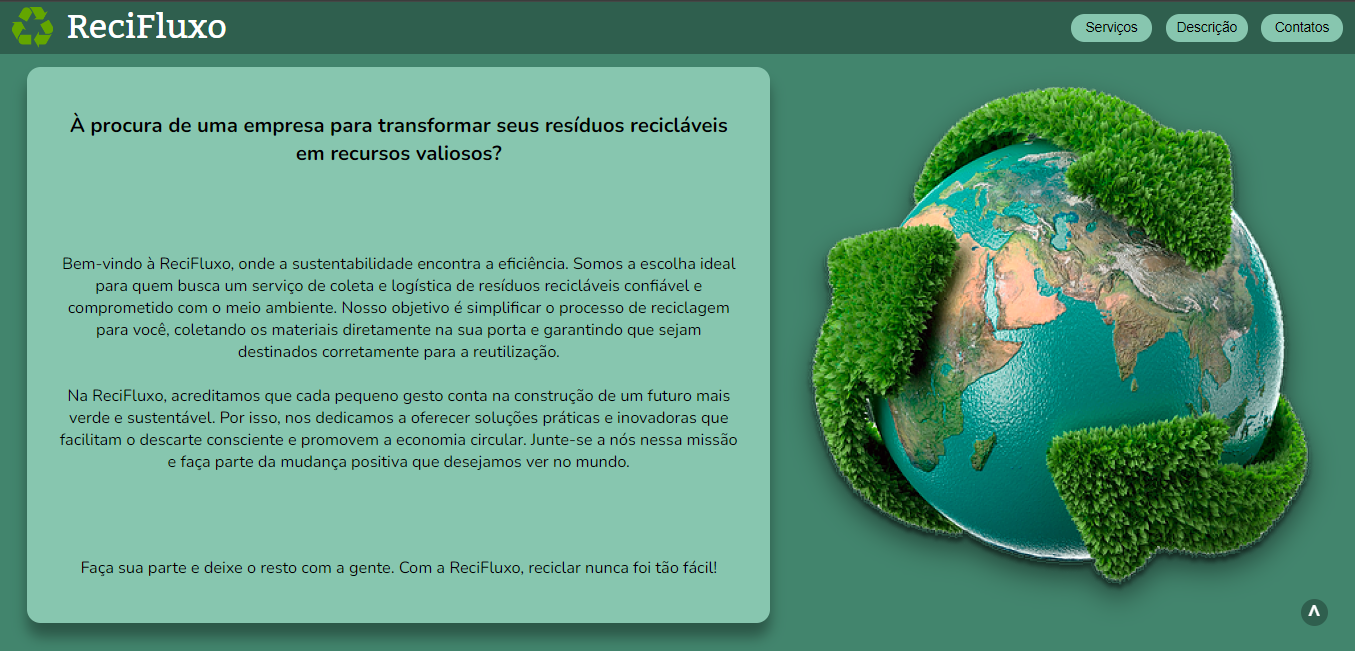 ReciFluxo
Serviços
Descrição
Contatos
À procura de uma empresa para transformar seus resíduos recicláveis
em recursos valiosos?
Bem-vindo à ReciFluxo, onde a sustentabilidade encontra a eficiência. Somos a escolha ideal
para quem busca um serviço de coleta e logística de resíduos recicláveis confiável e
comprometido com o meio ambiente. Nosso objetivo é simplificar o processo de reciclagem
para você, coletando os materiais diretamente na sua porta e garantindo que sejam
destinados corretamente para a reutilização.
Na ReciFluxo, acreditamos que cada pequeno gesto conta na construção de um futuro mais
verde e sustentável. Por isso, nos dedicamos a oferecer soluções práticas e inovadoras que
facilitam o descarte consciente e promovem a economia circular. Junte-se a nós nessa missão
e faça parte da mudança positiva que desejamos ver no mundo.
Faça sua parte e deixe o resto com a gente. Com a ReciFluxo, reciclar nunca foi tão fácil!